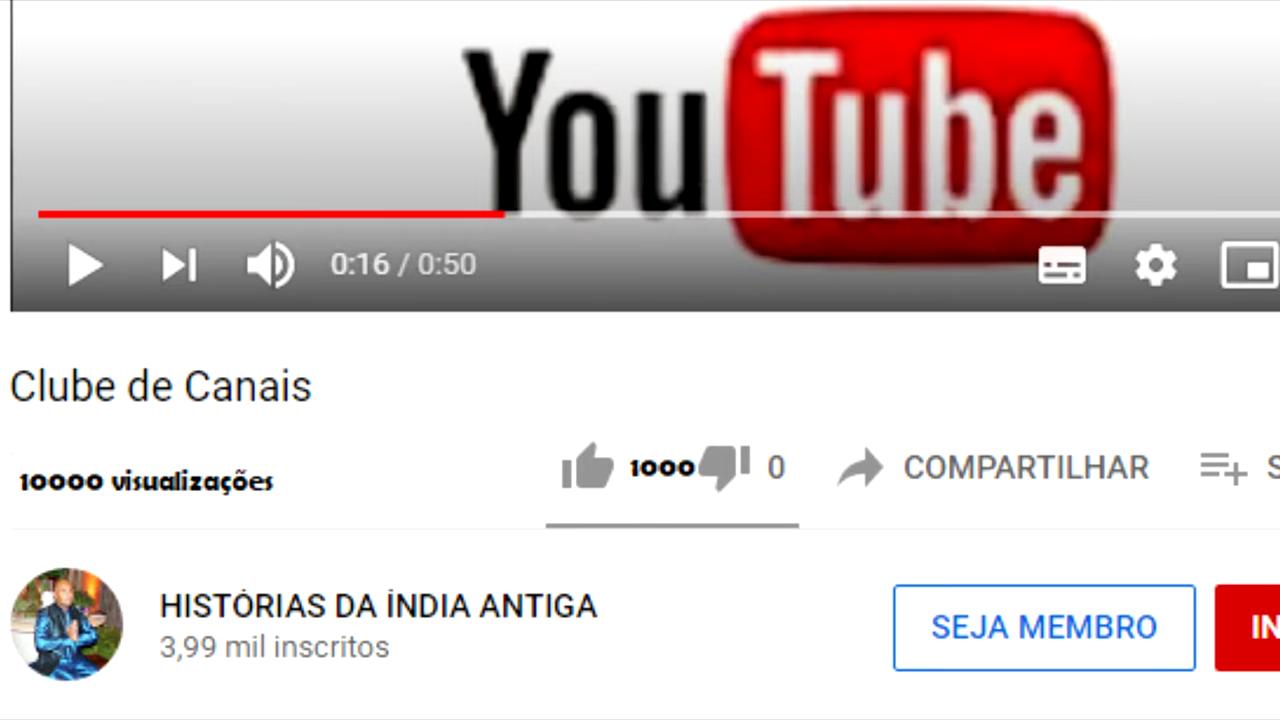 YouTube
0:16 / 0:50
Clube de Canais
10000 visualizações
1000 0 COMPARTILHAR S
HISTÓRIAS DA ÍNDIA ANTIGA
3,99 mil inscritos
SEJA MEMBRO IN